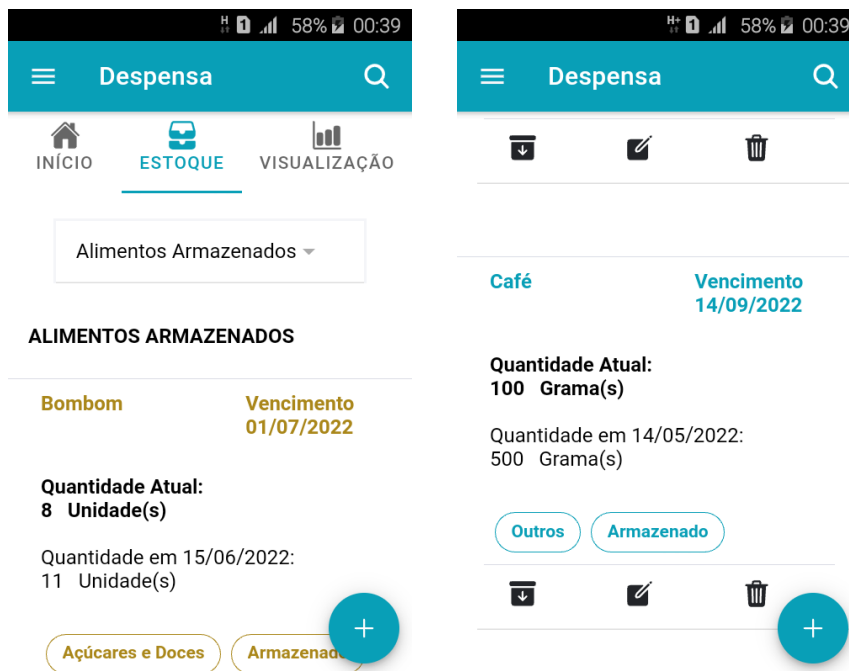 58% 00:39
Despensa
INÍCIO ESTOQUE VISUALIZAÇÃO
Alimentos Armazenados
ALIMENTOS ARMAZENADOS
Bombom Vencimento
01/07/2022
Quantidade Atual:
8 Unidade(s)
Quantidade em 15/06/2022:
11 Unidade(s)
Açúcares e Doces
H+ 1 58% 00:39
Despensa
Café Vencimento
14/09/2022
Quantidade Atual:
100 Grama(s)
Quantidade em 14/05/2022:
500 Grama(s)
Outros Armazenado